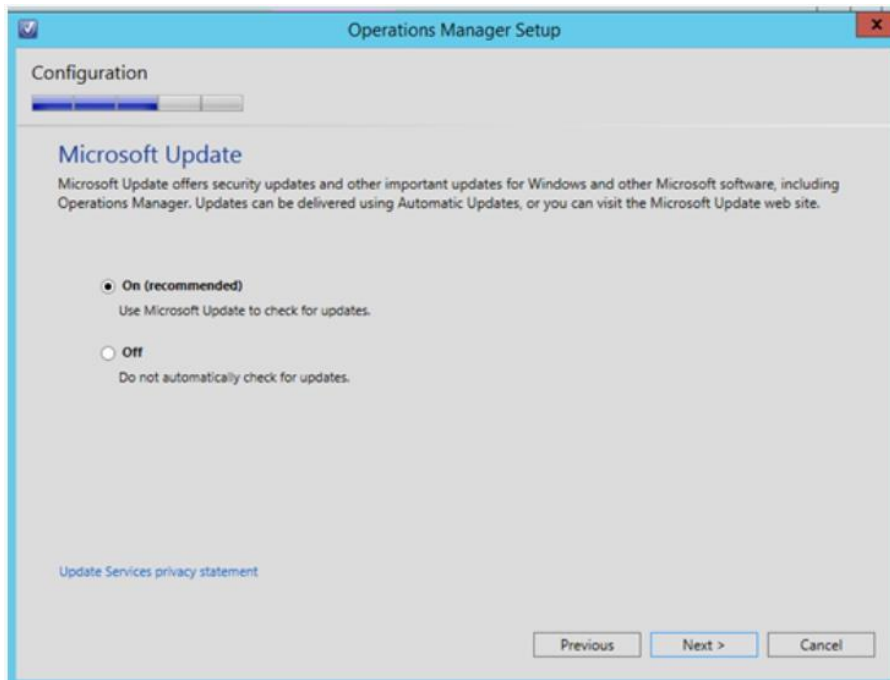 Operations Manager Setup
x
Configuration
Microsoft Update
Microsoft Update offers security updates and other important updates for Windows and other Microsoft software, including
Operations Manager. Updates can be delivered using Automatic Updates, or you can visit the Microsoft Update web site.
On (recommended)
Use Microsoft Update to check for updates.
Off
Do not automatically check for updates.
Update Services privacy statement
Previous
Next >
Cancel